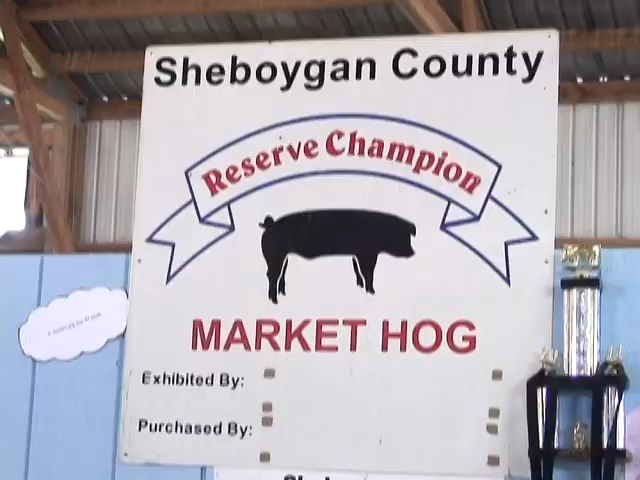 Sheboygan County
Reserve Champion
MARKET HOG
Exhibited By:
Purchased By: